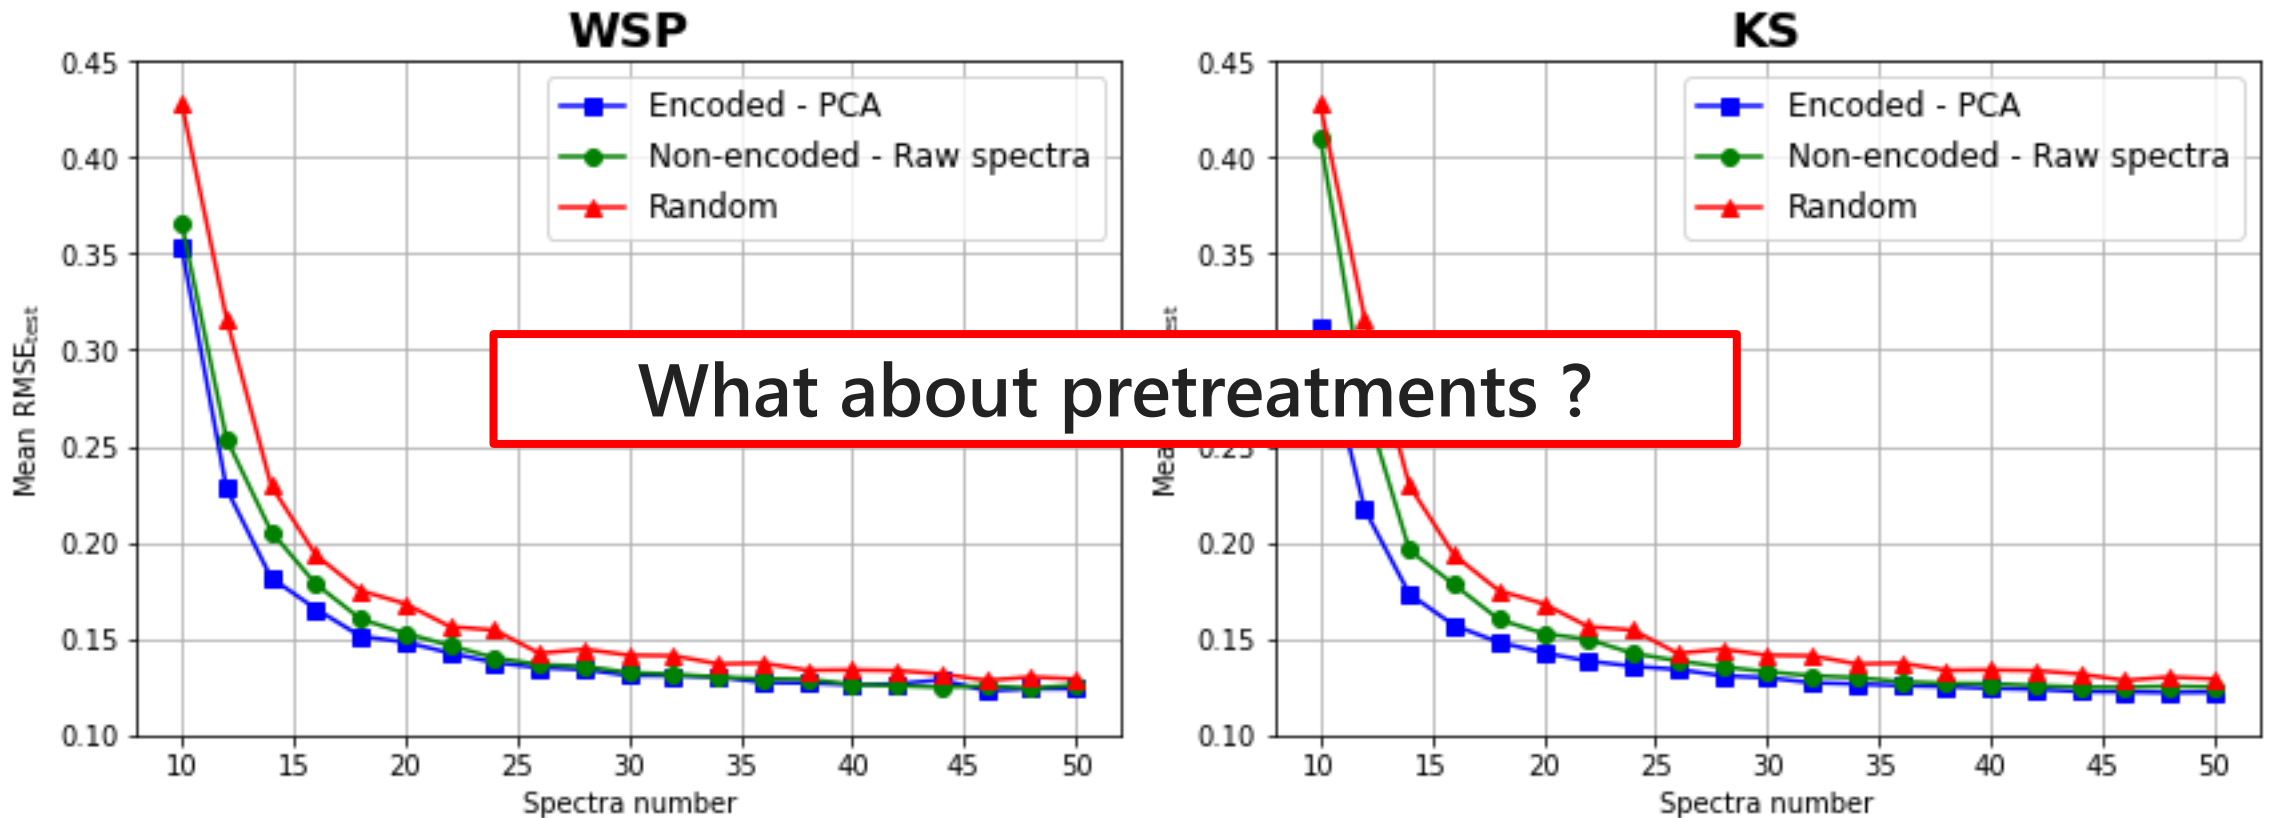 WSP
0.45
0.40
0.35
0.30
0.25
0.20
0.15
0.10
Mean RMSEtest
Encoded - PCA
Non-encoded - Raw spectra
Random
10 15 20 25 30 35 40 45 50
Spectra number
KS
0.45
0.40
0.35
0.20
0.15
0.10
Encoded - PCA
Non-encoded - Raw spectra
Random
10 15 20 25 30 35 40 45 50
Spectra number
What about pretreatments ?